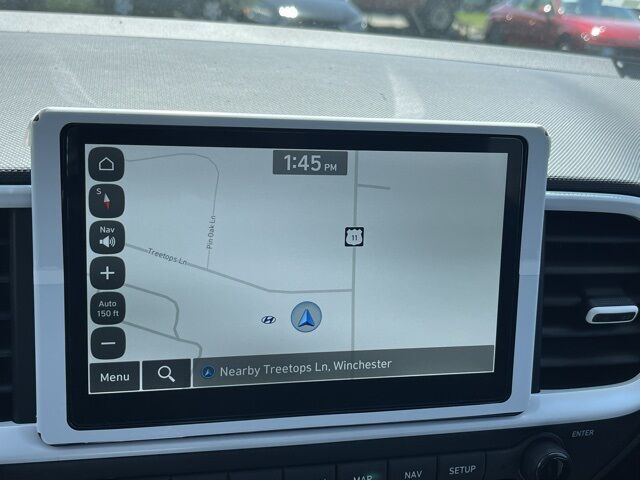 1:45 PM
S
Nav
Pin Oak Ln
Treetops Ln
11
Auto
150 ft
Menu
Nearby Treetops Ln, Winchester
MAP
NAV
SETUP
ENTER